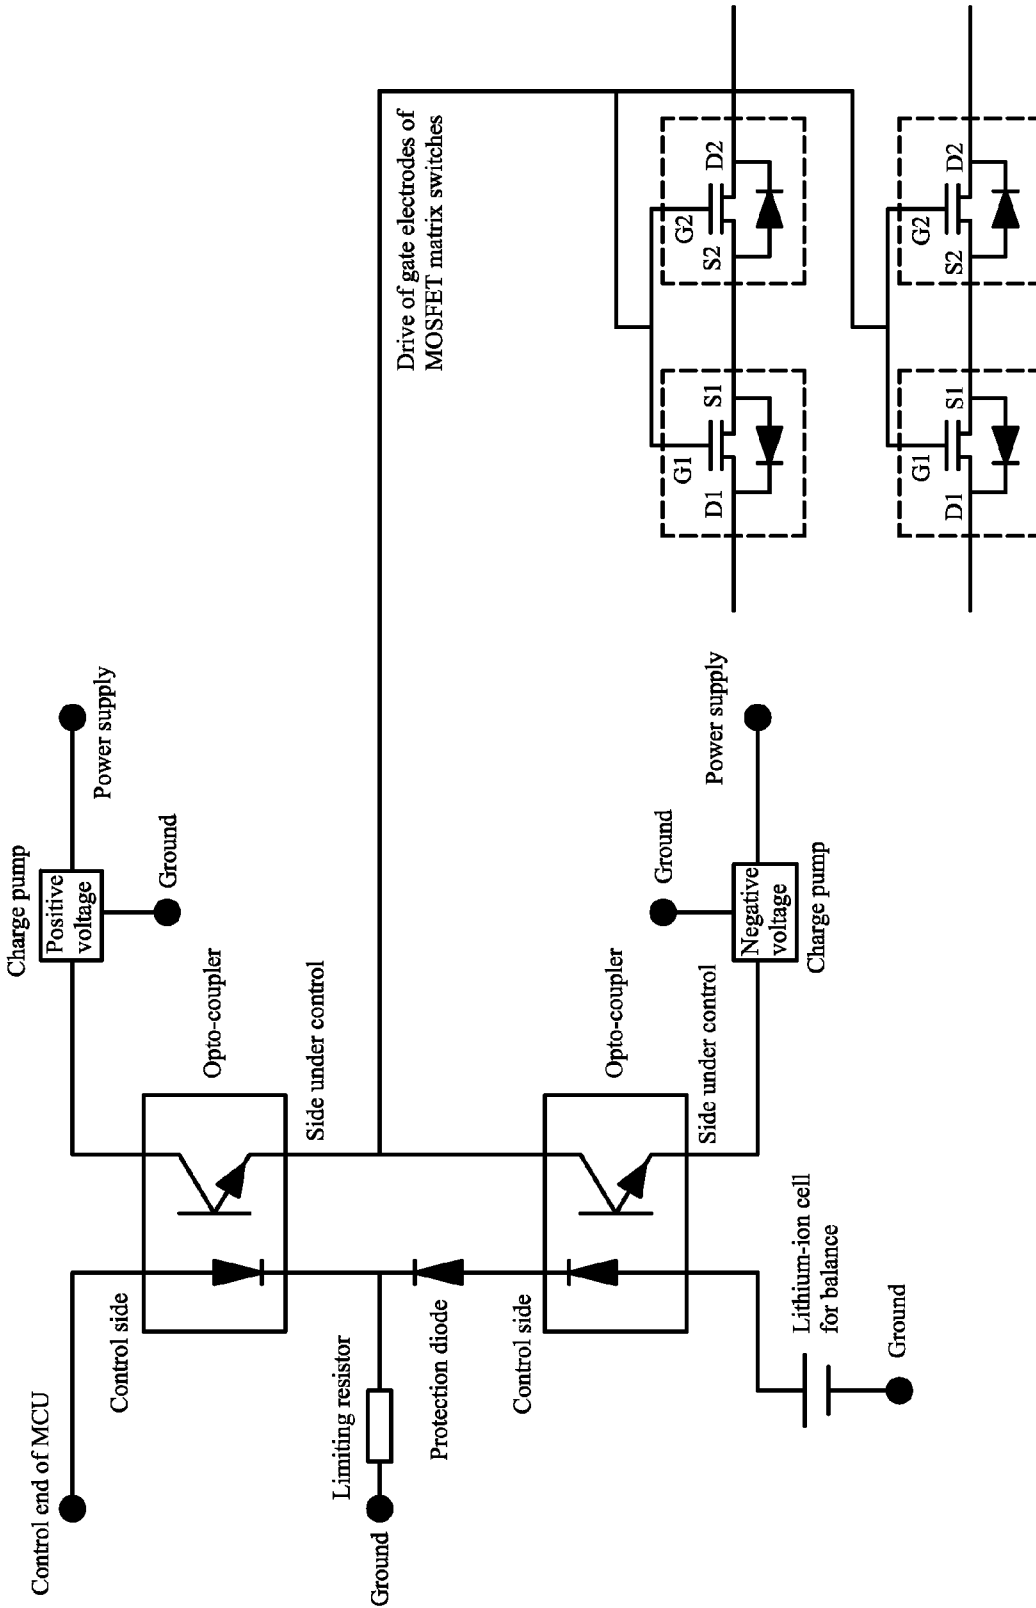 Control end of MCU
Control side
Opto-coupler
Side under control
Charge pump
Positive
voltage
Power supply
Ground
Limiting resistor
Ground
Protection diode
Drive of gate electrodes of
MOSFET matrix switches
Control side
Opto-coupler
Side under control
Ground
Negative
voltage
Charge pump
Power supply
Lithium-ion cell
for balance
Ground
G1
D1
S1
G2
S2
D2
G1
D1
S1
G2
S2
D2